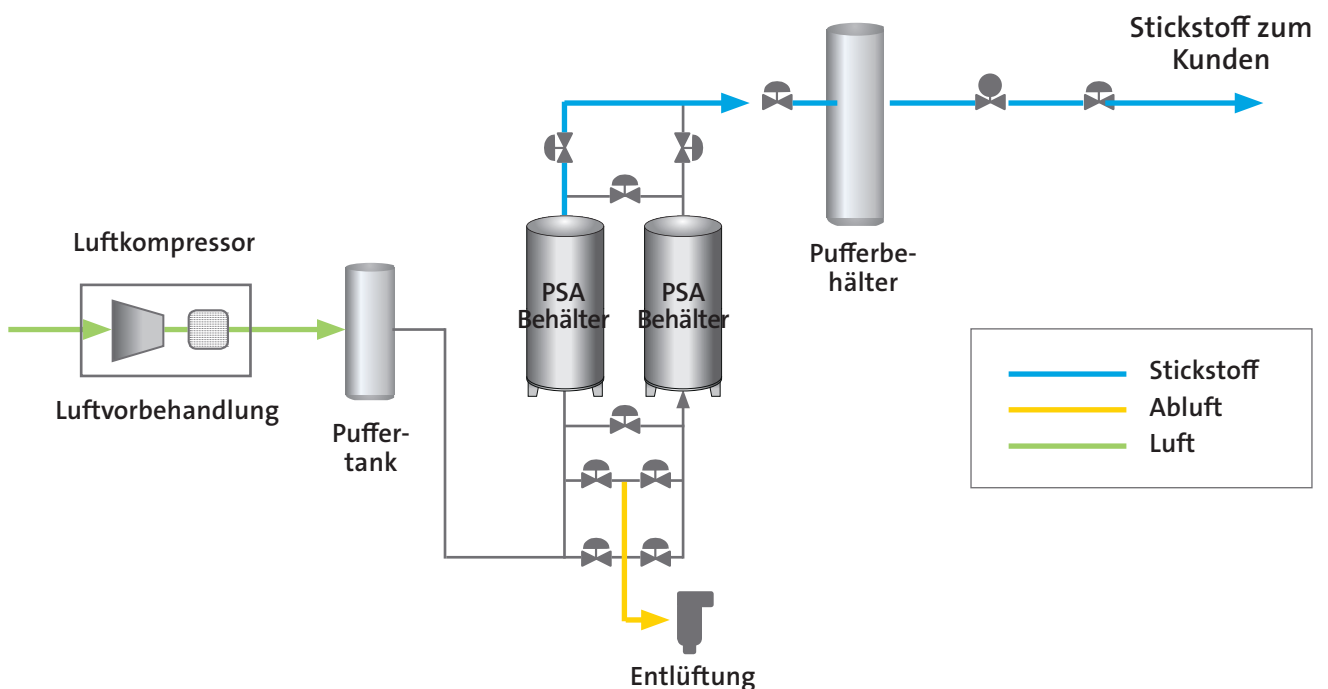 Stickstoff zum
Kunden
Luftkompressor
Luftvorbehandlung
Puffer-
tank
PSA
Behälter
PSA
Behälter
Pufferbe-
hälter
Stickstoff
Abluft
Luft
Entlüftung